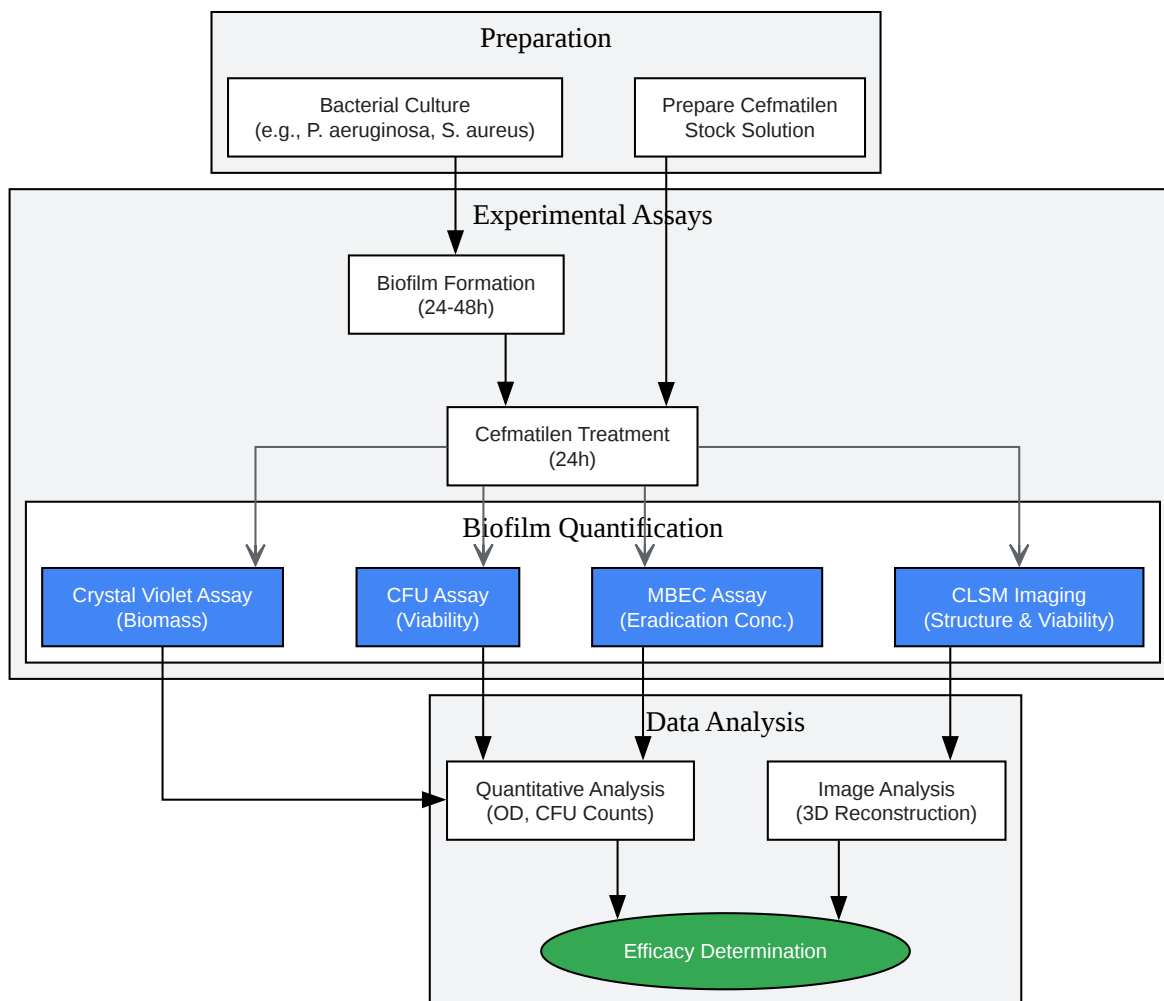 Preparation
Bacterial Culture
(e.g., P. aeruginosa, S. aureus)
Prepare Cefmatilen
Stock Solution
Experimental Assays
Biofilm Formation
(24-48h)
Cefmatilen Treatment
(24h)
Biofilm Quantification
Crystal Violet Assay
(Biomass)
CFU Assay
(Viability)
MBEC Assay
(Eradication Conc.)
CLSM Imaging
(Structure & Viability)
Data Analysis
Quantitative Analysis
(OD, CFU Counts)
Image Analysis
(3D Reconstruction)
Efficacy Determination